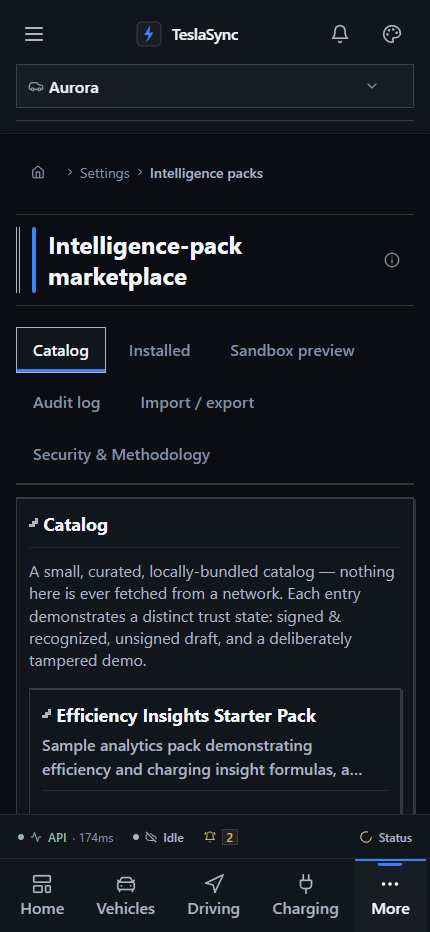 TeslaSync
Aurora
Settings
Intelligence packs
Intelligence-pack
marketplace
Catalog
Installed
Sandbox preview
Audit log
Import / export
Security & Methodology
Catalog
A small, curated, locally-bundled catalog — nothing
here is ever fetched from a network. Each entry
demonstrates a distinct trust state: signed &
recognized, unsigned draft, and a deliberately
tampered demo.
Efficiency Insights Starter Pack
Sample analytics pack demonstrating
efficiency and charging insight formulas, a...
API · 174ms
Idle
2
Status
Home
Vehicles
Driving
Charging
More